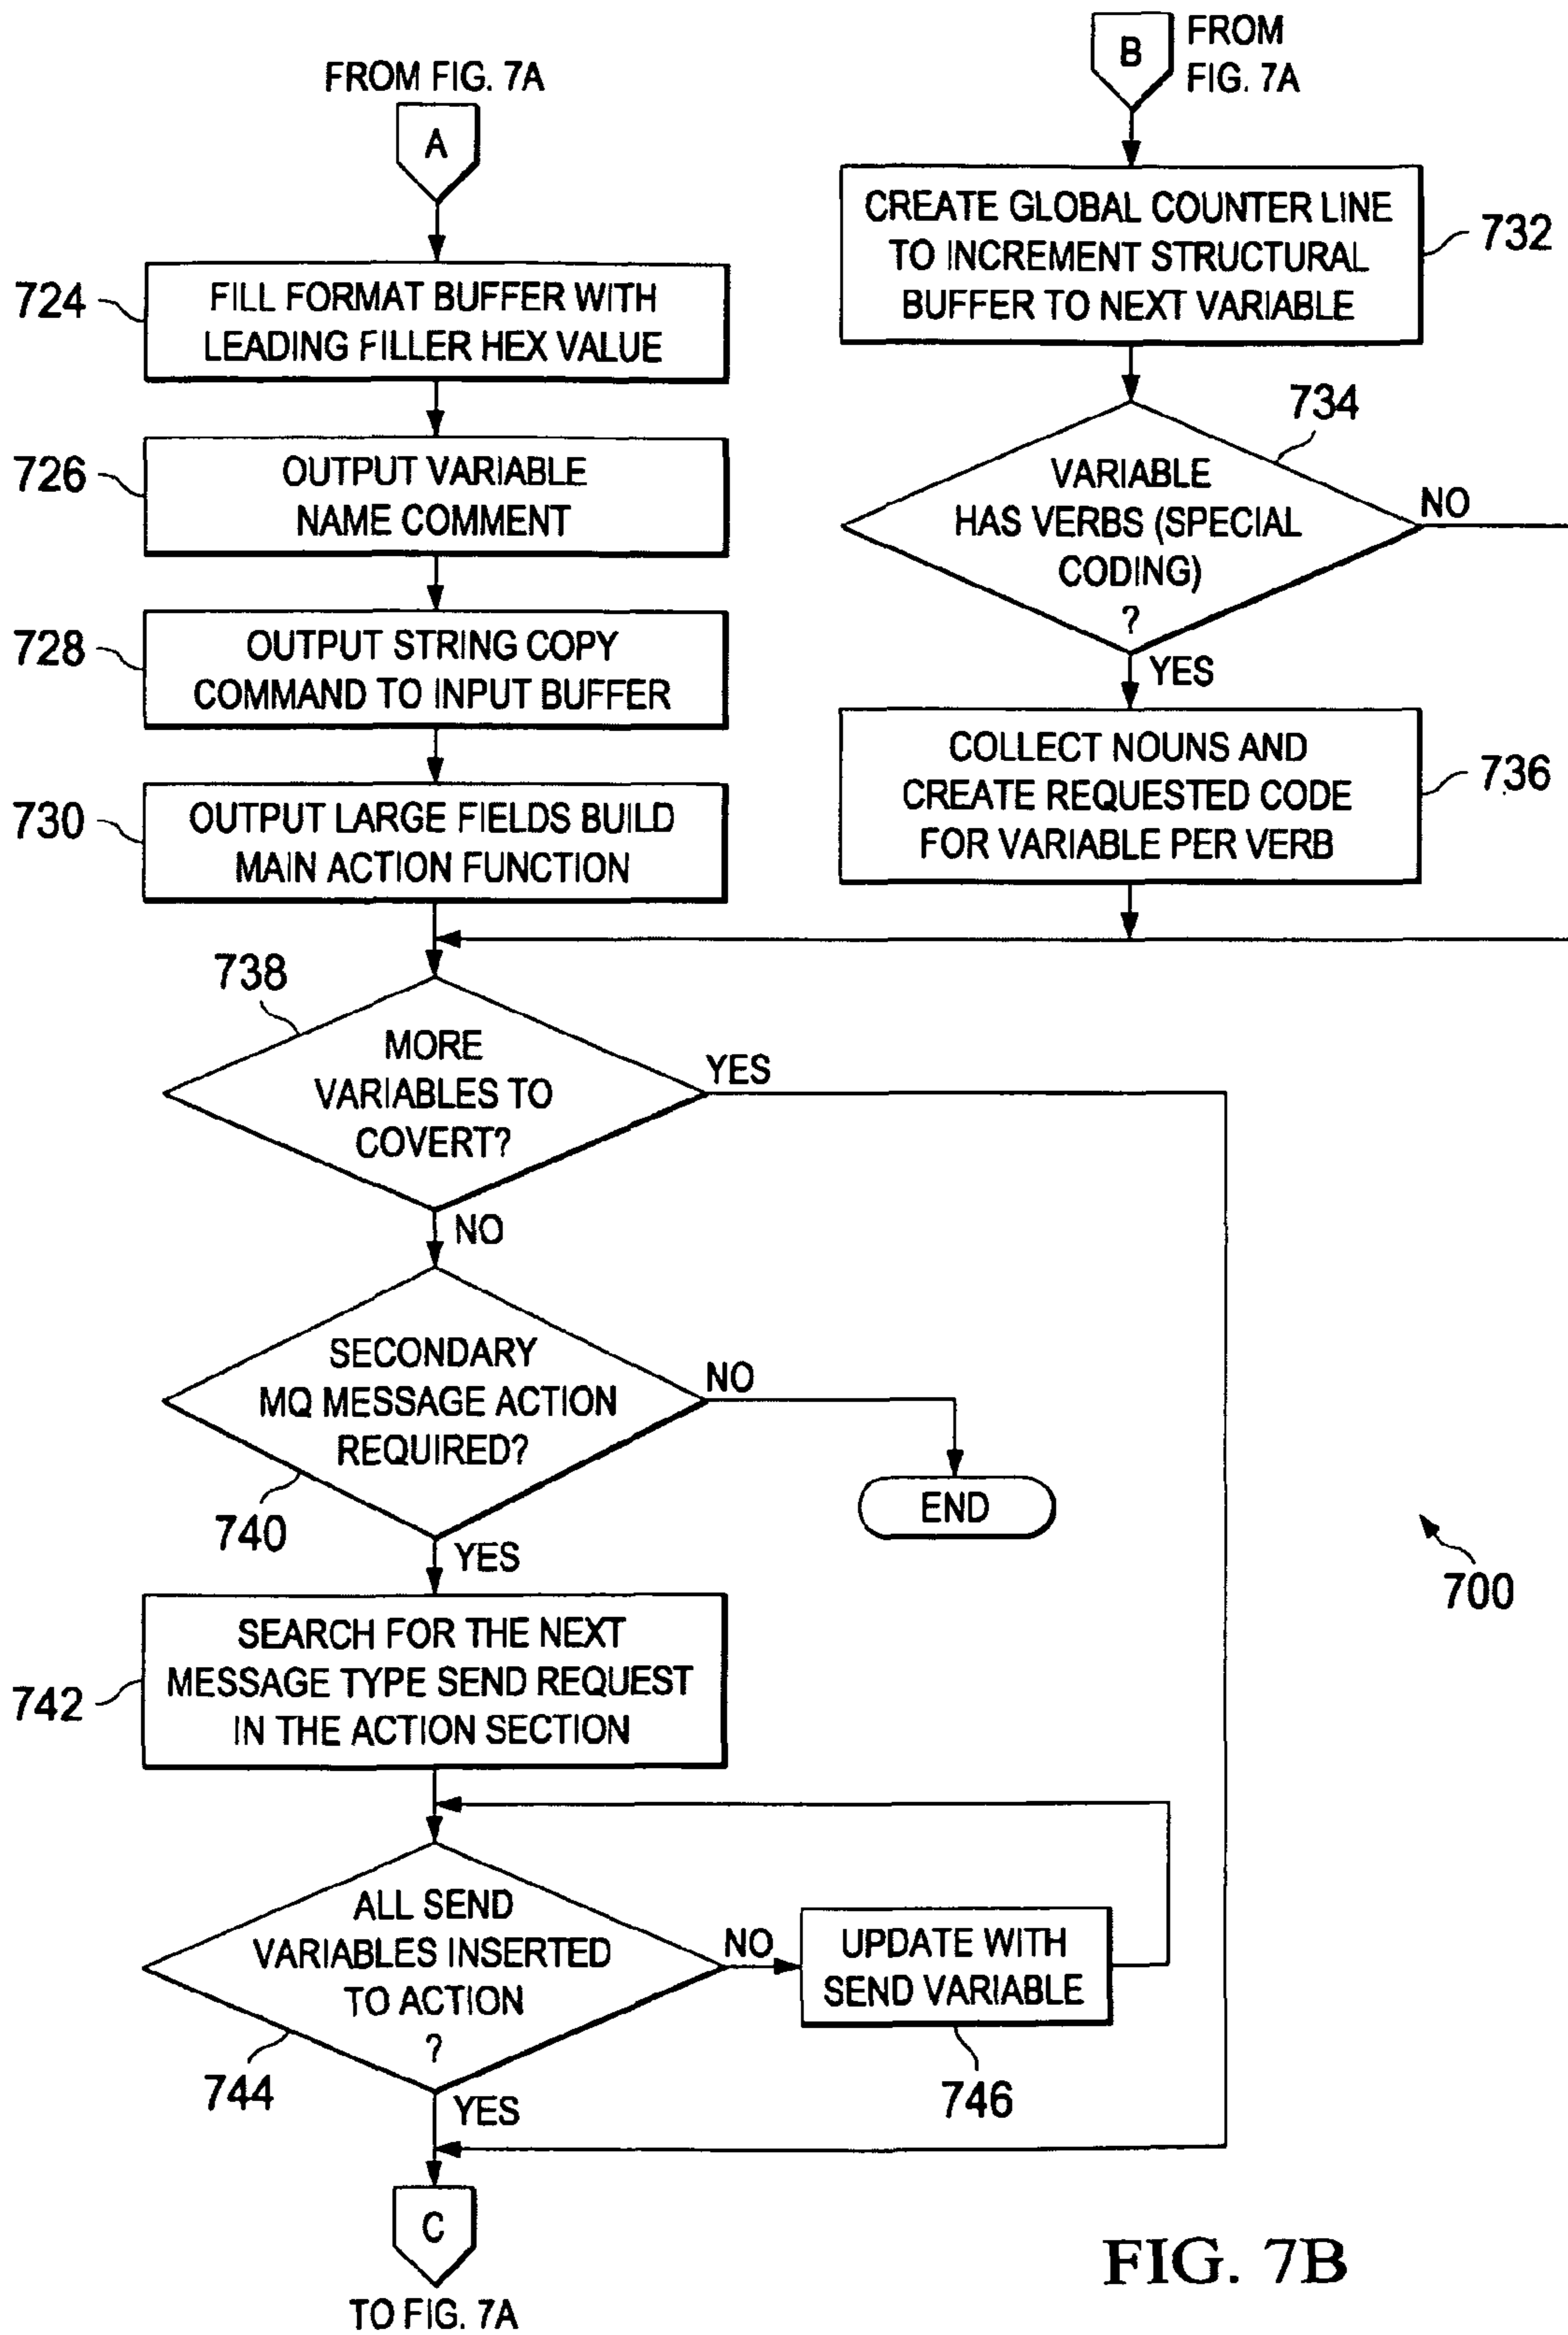 FROM FIG. 7A
A
724
FILL FORMAT BUFFER WITH
LEADING FILLER HEX VALUE
726
OUTPUT VARIABLE
NAME COMMENT
728
OUTPUT STRING COPY
COMMAND TO INPUT BUFFER
730
OUTPUT LARGE FIELDS BUILD
MAIN ACTION FUNCTION
B
FROM
FIG. 7A
CREATE GLOBAL COUNTER LINE
TO INCREMENT STRUCTURAL
BUFFER TO NEXT VARIABLE
732
734
VARIABLE
HAS VERBS (SPECIAL
CODING)
?
NO
YES
COLLECT NOUNS AND
CREATE REQUESTED CODE
FOR VARIABLE PER VERB
736
738
MORE
VARIABLES TO
COVERT?
YES
NO
SECONDARY
MQ MESSAGE ACTION
REQUIRED?
NO
END
740
YES
700
742
SEARCH FOR THE NEXT
MESSAGE TYPE SEND REQUEST
IN THE ACTION SECTION
ALL SEND
VARIABLES INSERTED
TO ACTION
?
NO
UPDATE WITH
SEND VARIABLE
744
746
YES
C
TO FIG. 7A
FIG. 7B